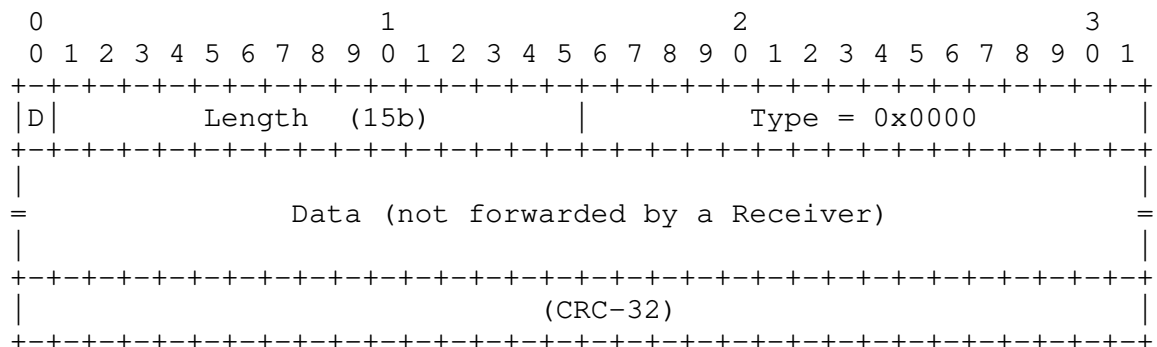 0                   1                   2                   3
0 1 2 3 4 5 6 7 8 9 0 1 2 3 4 5 6 7 8 9 0 1 2 3 4 5 6 7 8 9 0 1
+-+-+-+-+-+-+-+-+-+-+-+-+-+-+-+-+-+-+-+-+-+-+-+-+-+-+-+-+-+-+-+-+
|D|        Length  (15b)        |         Type = 0x0000         |
+-+-+-+-+-+-+-+-+-+-+-+-+-+-+-+-+-+-+-+-+-+-+-+-+-+-+-+-+-+-+-+-+
|                                                               |
=               Data (not forwarded by a Receiver)              =
|                                                               |
+-+-+-+-+-+-+-+-+-+-+-+-+-+-+-+-+-+-+-+-+-+-+-+-+-+-+-+-+-+-+-+-+
|                             (CRC-32)                          |
+-+-+-+-+-+-+-+-+-+-+-+-+-+-+-+-+-+-+-+-+-+-+-+-+-+-+-+-+-+-+-+-+